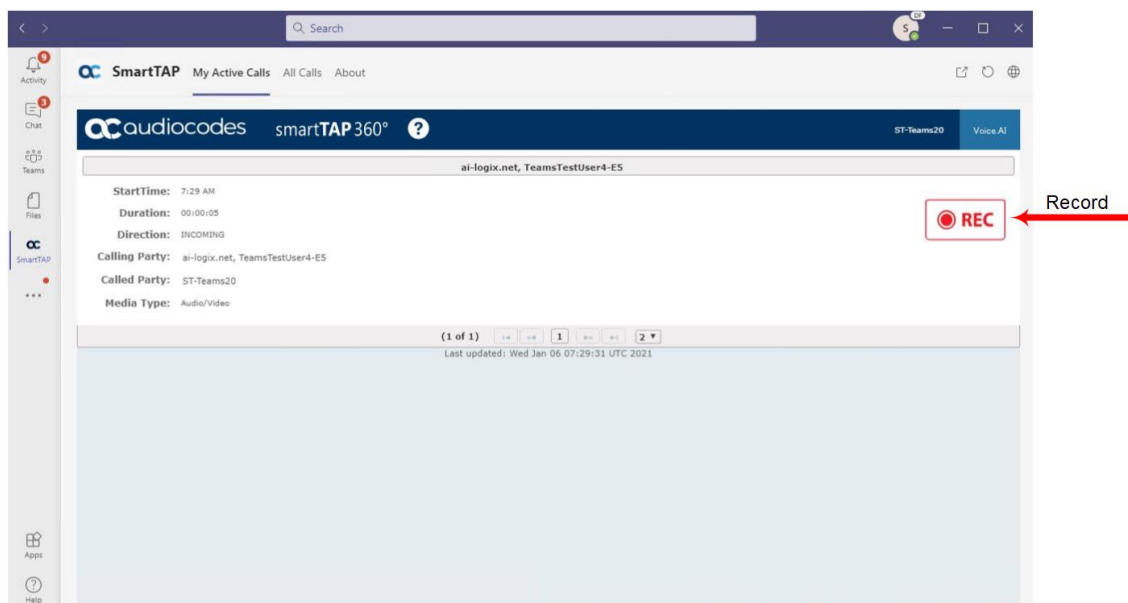 Search
DF
S
9
Activity
SmartTAP My Active Calls All Calls About
3
Chat
audiocodes smartTAP 360° ?
ST-Teams20 Voice.AI
Teams
ai-logix.net, TeamsTestUser4-E5
StartTime: 7:29 AM
Files
Duration: 00:00:05
REC
Record
Direction: INCOMING
SmartTAP
Calling Party: ai-logix.net, TeamsTestUser4-E5
Called Party: ST-Teams20
Media Type: Audio/Video
(1 of 1) 1 2
Last updated: Wed Jan 06 07:29:31 UTC 2021
Apps
?
Help